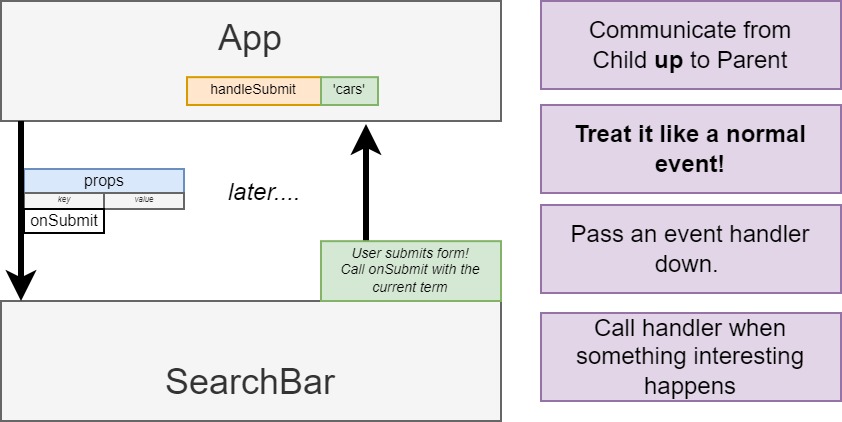 App
handleSubmit 'cars'
props
key value
onSubmit
later....
User submits form!
Call onSubmit with the
current term
SearchBar
Communicate from
Child up to Parent
Treat it like a normal
event!
Pass an event handler
down.
Call handler when
something interesting
happens